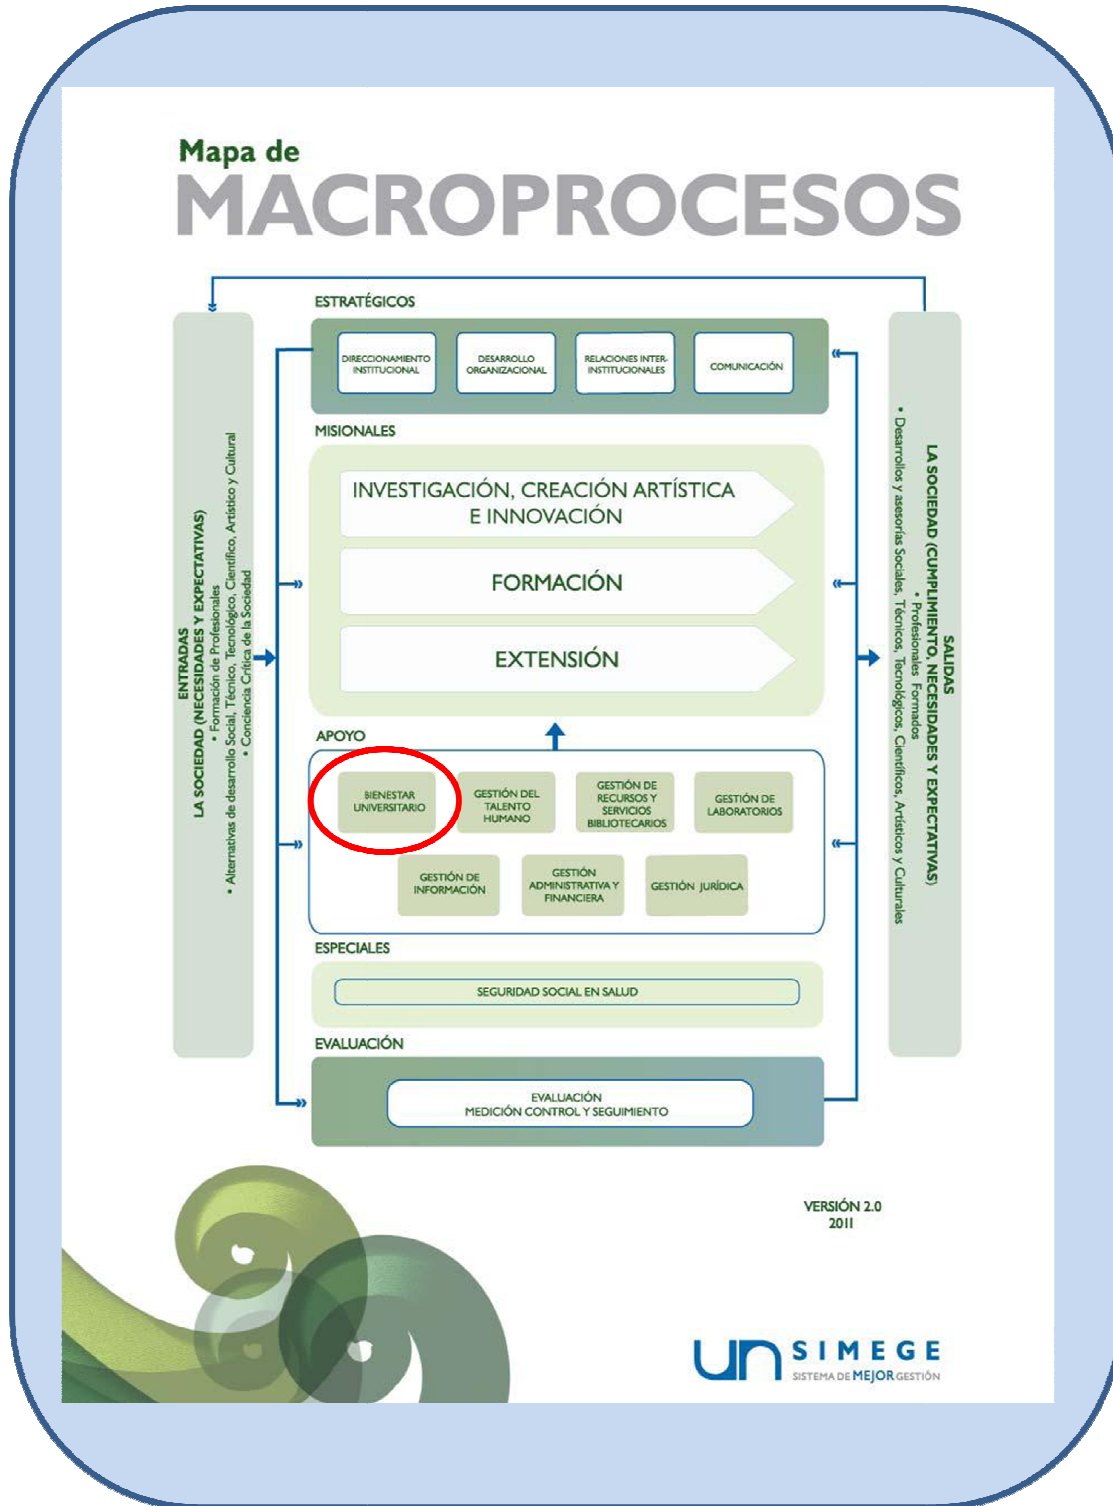 Mapa de
MACROPROCESOS
ESTRATÉGICOS
DIRECCIONAMIENTO
INSTITUCIONAL
DESARROLLO
ORGANIZACIONAL
RELACIONES INTER-
INSTITUCIONALES
COMUNICACIÓN
MISIONALES
INVESTIGACIÓN, CREACIÓN ARTÍSTICA
E INNOVACIÓN
FORMACIÓN
EXTENSIÓN
APOYO
BIENESTAR
UNIVERSITARIO
GESTIÓN DEL
TALENTO
HUMANO
GESTIÓN DE
RECURSOS Y
SERVICIOS
BIBLIOTECARIOS
GESTIÓN DE
LABORATORIOS
GESTIÓN DE
INFORMACIÓN
GESTIÓN
ADMINISTRATIVA Y
FINANCIERA
GESTIÓN JURÍDICA
ESPECIALES
SEGURIDAD SOCIAL EN SALUD
EVALUACIÓN
EVALUACIÓN
MEDICIÓN CONTROL Y SEGUIMIENTO
ENTRADAS
LA SOCIEDAD (NECESIDADES Y EXPECTATIVAS)
• Formación de Profesionales
• Alternativas de desarrollo Social, Técnico, Tecnológico, Científico, Artístico y Cultural
• Conciencia Crítica de la Sociedad
SALIDAS
LA SOCIEDAD (CUMPLIMIENTO, NECESIDADES Y EXPECTATIVAS)
• Profesionales Formados
• Desarrollos y asesorías Sociales, Técnicos, Tecnológicos, Científicos, Artísticos y Culturales
VERSIÓN 2.0
2011
un SIMEGE
SISTEMA DE MEJOR GESTIÓN